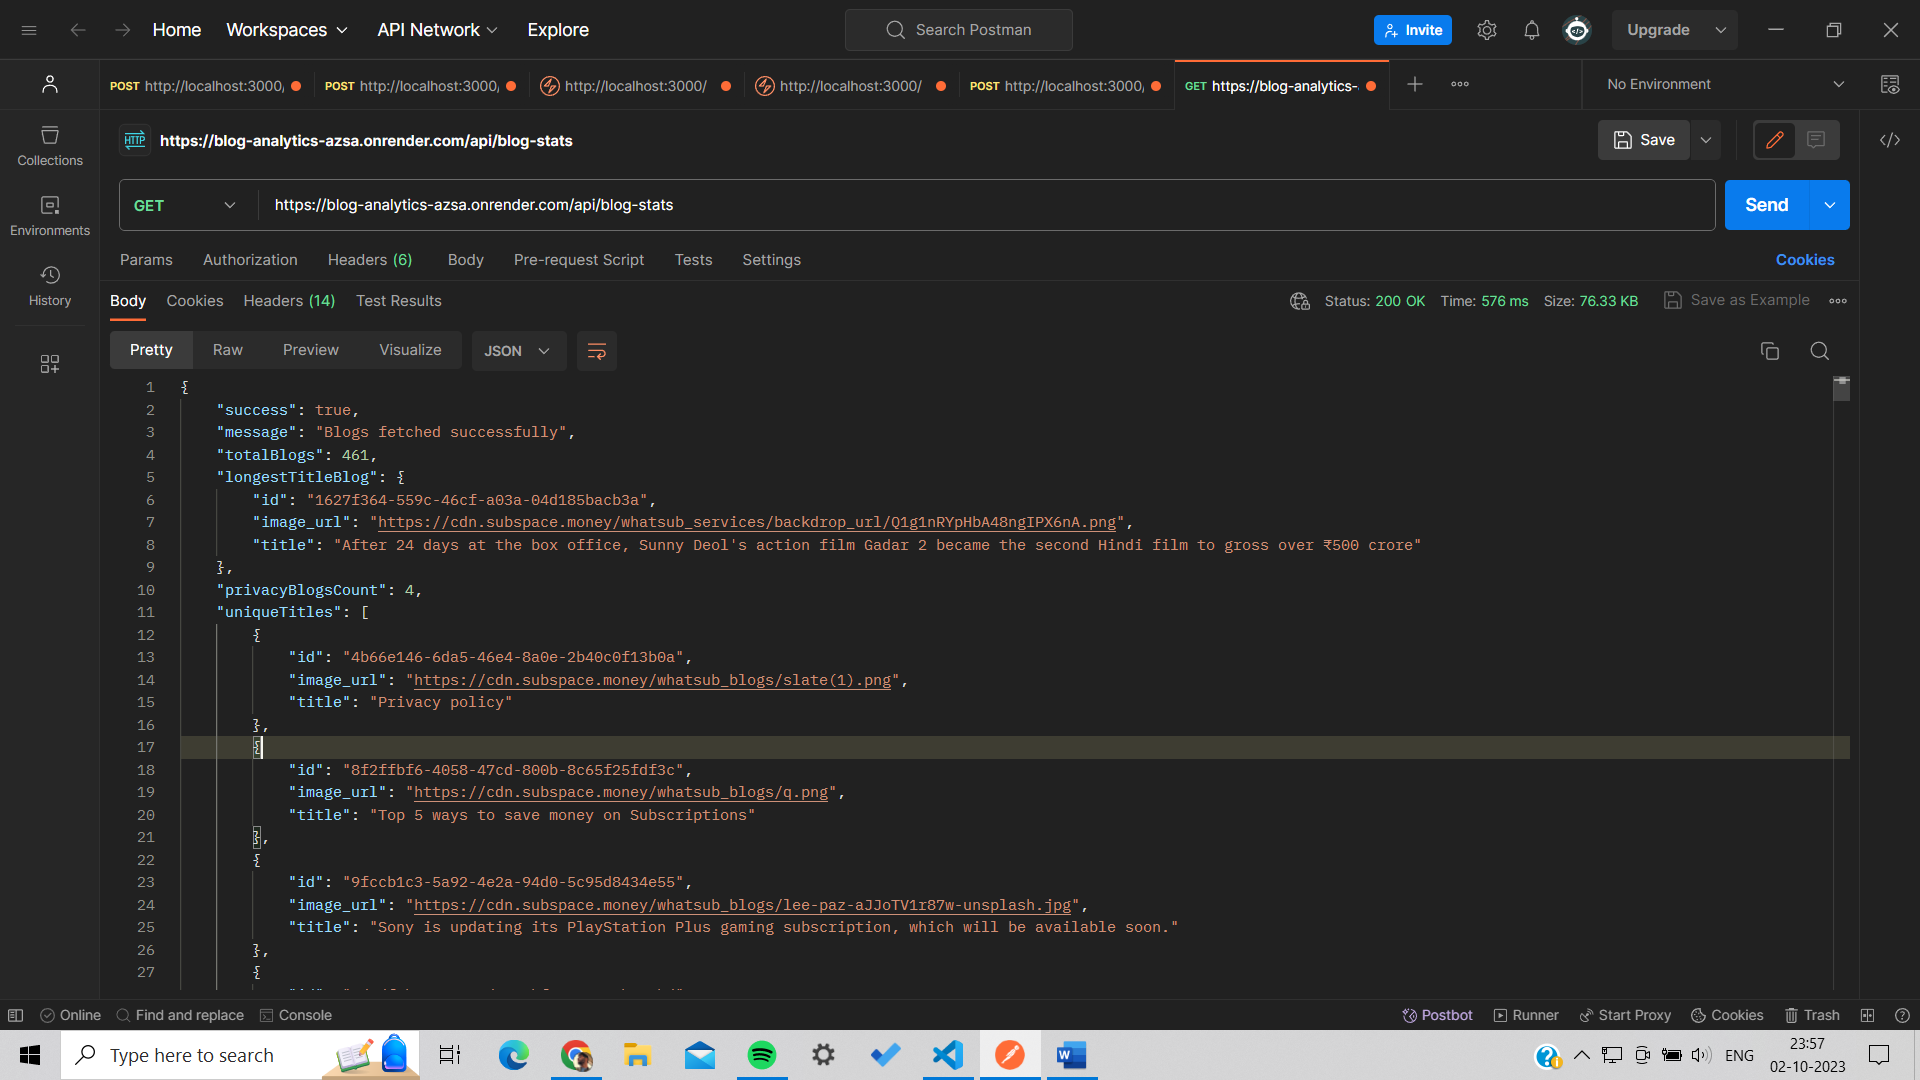 Home Workspaces API Network Explore Search Postman Invite Upgrade
POST http://localhost:3000/ POST http://localhost:3000/ http://localhost:3000/ http://localhost:3000/ POST http://localhost:3000/ GET https://blog-analytics- No Environment
HTTP https://blog-analytics-azsa.onrender.com/api/blog-stats Save
Collections
Environments
History
GET https://blog-analytics-azsa.onrender.com/api/blog-stats Send
Params Authorization Headers (6) Body Pre-request Script Tests Settings Cookies
Body Cookies Headers (14) Test Results Status: 200 OK Time: 576 ms Size: 76.33 KB Save as Example
Pretty Raw Preview Visualize JSON
1 {
2 "success": true,
3 "message": "Blogs fetched successfully",
4 "totalBlogs": 461,
5 "longestTitleBlog": {
6 "id": "1627f364-559c-46cf-a03a-04d185bacb3a",
7 "image_url": "https://cdn.subspace.money/whatsub_services/backdrop_url/Q1g1nRYpHbA48ngIPX6nA.png",
8 "title": "After 24 days at the box office, Sunny Deol's action film Gadar 2 became the second Hindi film to gross over ₹500 crore"
9 },
10 "privacyBlogsCount": 4,
11 "uniqueTitles": [
12 {
13 "id": "4b66e146-6da5-46e4-8a0e-2b40c0f13b0a",
14 "image_url": "https://cdn.subspace.money/whatsub_blogs/slate(1).png",
15 "title": "Privacy policy"
16 },
17 {
18 "id": "8f2ffbf6-4058-47cd-800b-8c65f25fdf3c",
19 "image_url": "https://cdn.subspace.money/whatsub_blogs/q.png",
20 "title": "Top 5 ways to save money on Subscriptions"
21 },
22 {
23 "id": "9fccb1c3-5a92-4e2a-94d0-5c95d8434e55",
24 "image_url": "https://cdn.subspace.money/whatsub_blogs/lee-paz-aJJoTV1r87w-unsplash.jpg",
25 "title": "Sony is updating its PlayStation Plus gaming subscription, which will be available soon."
26 },
27 {
Online Find and replace Console Postbot Runner Start Proxy Cookies Trash
Type here to search ENG 23:57
02-10-2023